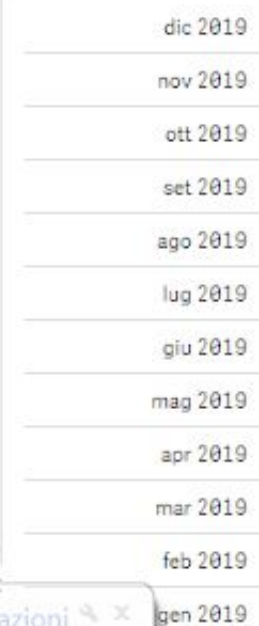 dic 2019
nov 2019
ott 2019
set 2019
ago 2019
lug 2019
giu 2019
mag 2019
apr 2019
mar 2019
feb 2019
gen 2019